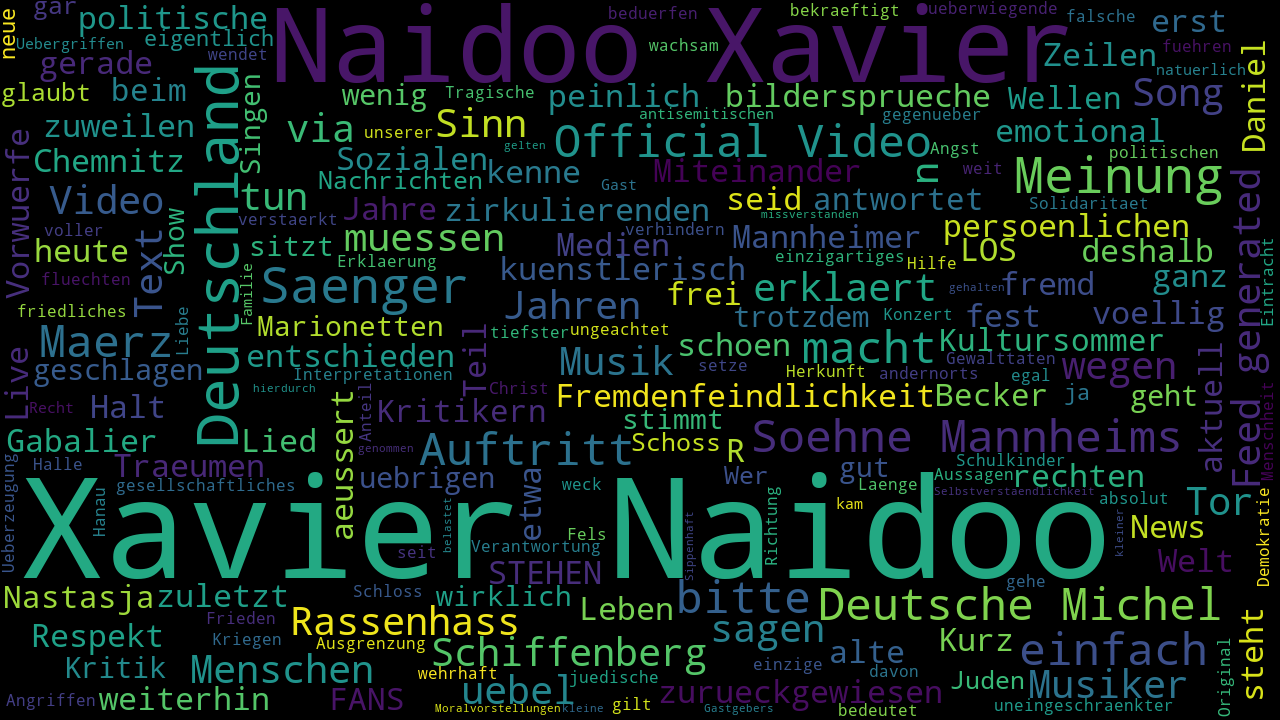 gar
politische
neue
Uebergriffen
eigentlich
wendet
gerade
Naidoo Xavier
beduerfen
wachsam
bekraeftigt
ueberwiegende
falsche
erst
Zeilen
fuehren
natuerlich
glaubt
beim
Singen
Deutschland
wenig
Tragische
peinlich
bildersprueche
Wellen
Song
Daniel
zuweilen
via
unserer
Sinn
antisemitischen
gegenueber
emotional
gelten
Official Video
Angst
politischen
Vorwuerfe
Chemnitz
Sozialen
Nachrichten
kenne
Gast
Miteinander
n
weit
Meinung
Video
tun
Jahre
zirkulierenden
seid
antwortet
Solidaritaet
Show
verstaerkt
missverstanden
persoenlichen
voller
heute
Text
sitzt
muessen
Medien
verhindern
Mannheimer
LOS
deshalb
Feed generated
Eintracht
Erklaerung
einzigartiges
Hilfe
fluechten
Familie
Saenger
kuenstlerisch
erklaert
gehalten
fremd
ganz
friedliches
Liebe
Marionetten
Jahren
frei
trotzdem
Konzert
fest
voellig
tiefster
ungeachtet
Maerz
entschieden
Teil
Musik
schoen
macht
Kultursommer
geschlagen
Interpretationen
setze
Herkunft
Gewalttaten
andernorts
egal
wegen
aktuell
Live
hierdurch
Christ
Fremdenfeindlichkeit
Becker
ja
geht
Recht
Halt
Anteil
Kritikern
stimmt
Menschheit
Gabalier
Lied
aeussert
genommen
Auftritt
Schoss
R
Soehne Mannheims
Ueberzeugung
Halle
Traeumen
uebrigen
etwa
weck
Wer
gut
Schulkinder
Aussagen
rechten
gesellschaftliches
Hanau
Laenge
Selbstverstaendlichkeit
absolut
Tor
Xavier Naidoo
belastet
kam
Richtung
Sippenhaft
kleiner
Demokratie
Fels
News
seit
Verantwortung
STEHEN
Welt
Nastasja
zuletzt
Schloss
wirklich
Leben
bitte
gehe
Deutsche Michel
Frieden
Rassenhass
steht
Respekt
Kriegen
Ausgrenzung
Schiffenberg
sagen
Kurz
einfach
Original
Kritik
Menschen
wehrhaft
juedische
einzige
alte
davon
Juden
Musiker
Angriffen
weiterhin
FANS
uebel
Moralvorstellungen
kleine
gilt
zurueckgewiesen
Gastgebers
bedeutet
uneingeschraenkter